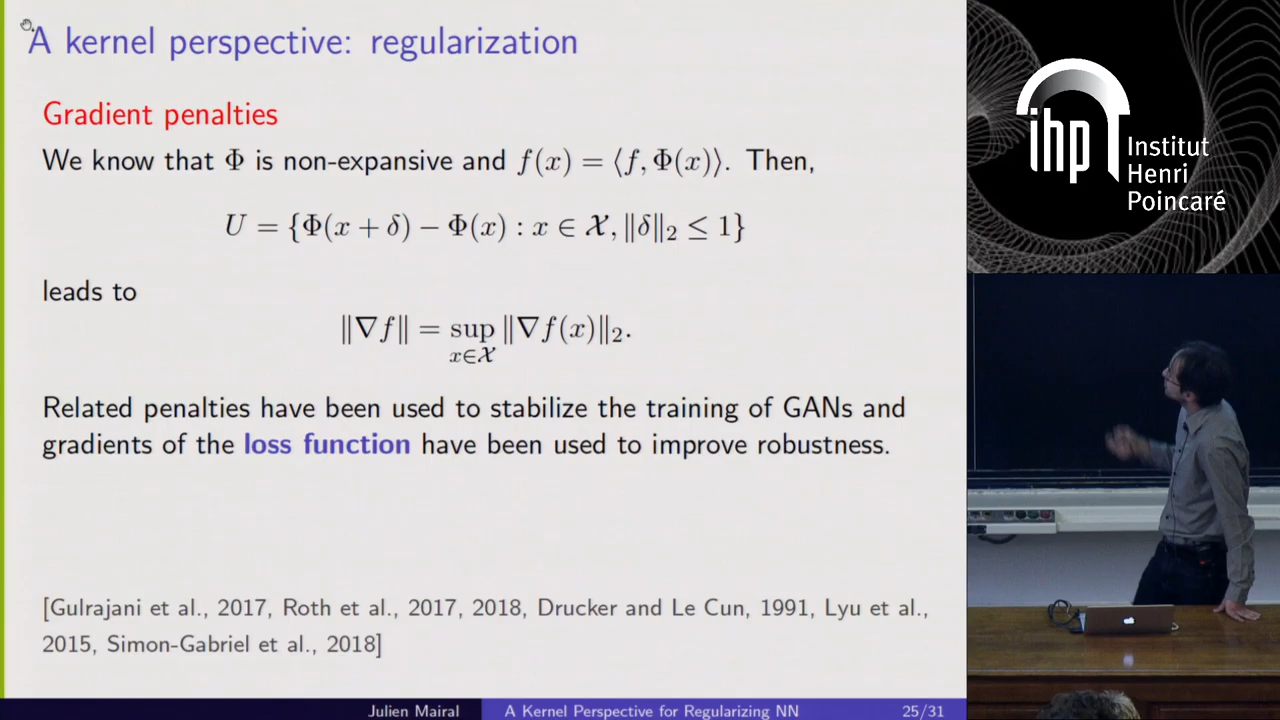 A kernel perspective: regularization
Gradient penalties
We know that Φ is non-expansive and f(x) = ⟨f, Φ(x)⟩. Then,
U = {Φ(x + δ) − Φ(x) : x ∈ 𝒳, ‖δ‖₂ ≤ 1}
leads to
‖∇f‖ = sup ‖∇f(x)‖₂.
x∈𝒳
Related penalties have been used to stabilize the training of GANs and
gradients of the loss function have been used to improve robustness.
[Gulrajani et al., 2017, Roth et al., 2017, 2018, Drucker and Le Cun, 1991, Lyu et al.,
2015, Simon-Gabriel et al., 2018]
Julien Mairal A Kernel Perspective for Regularizing NN 25/31
ihp
Institut
Henri
Poincaré